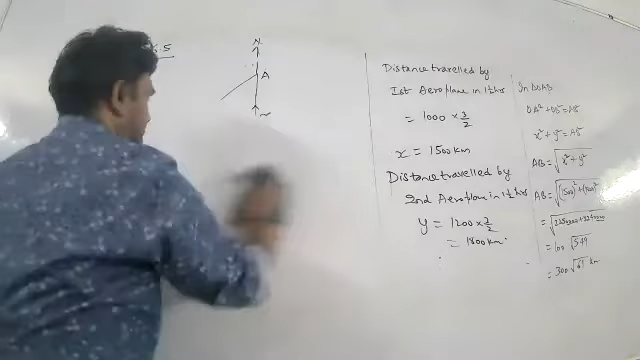 : 5
N
A
Distance travelled by
Ist Aeroplane in 1½ hrs
= 1000 × 3/2
x = 1500 km
Distance travelled by
2nd Aeroplane in 1½ hrs
y = 1200 × 3/2
= 1800 km
In ΔOAB
OA² + OB² = AB²
x² + y² = AB²
AB = √x² + y²
AB = √(1500)² + (1800)²
= √2250000 + 3240000
= 100 √549
= 300 √61 km